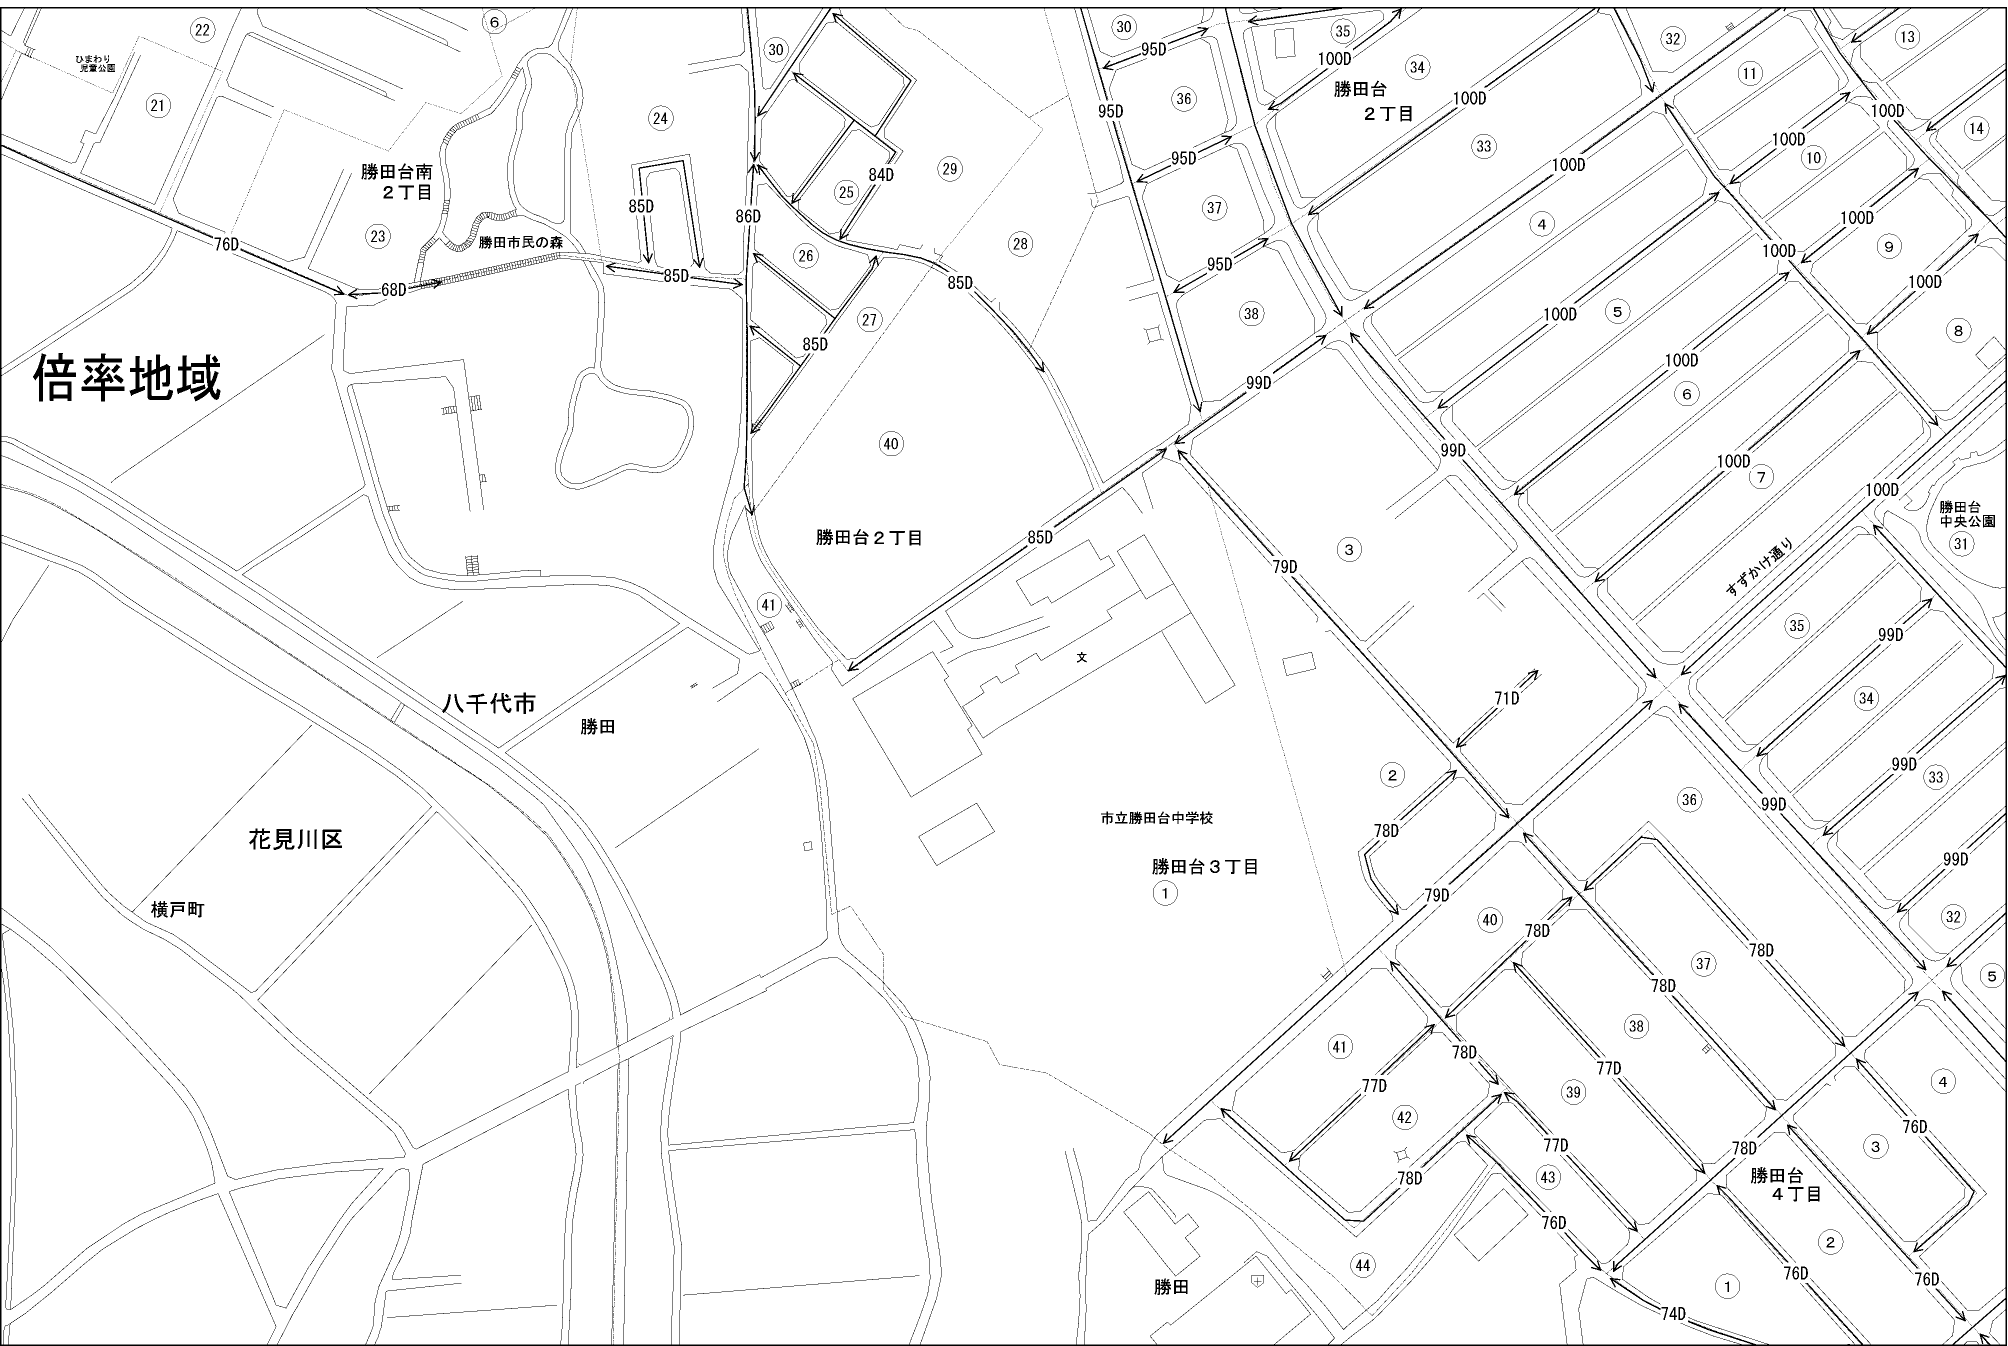 22
6
30
30
35
32
13
ひまわり
児童公園
95D
100D
34
11
21
24
36
勝田台
2丁目
100D
95D
100D
14
33
100D
10
95D
100D
勝田台南
2丁目
84D
25
29
85D
37
86D
4
100D
9
23
勝田市民の森
76D
26
28
100D
95D
68D
85D
85D
100D
38
27
5
100D
8
85D
100D
倍率地域
99D
6
40
99D
100D
7
100D
勝田台
中央公園
31
勝田台2丁目
85D
3
79D
すずかけ通り
41
35
99D
文
八千代市
勝田
71D
34
99D
33
2
36
99D
市立勝田台中学校
78D
花見川区
勝田台3丁目
1
99D
79D
横戸町
40
32
78D
78D
37
5
78D
38
41
78D
77D
77D
39
4
42
76D
77D
78D
3
43
78D
勝田台
4丁目
76D
2
44
76D
76D
勝田
1
74D